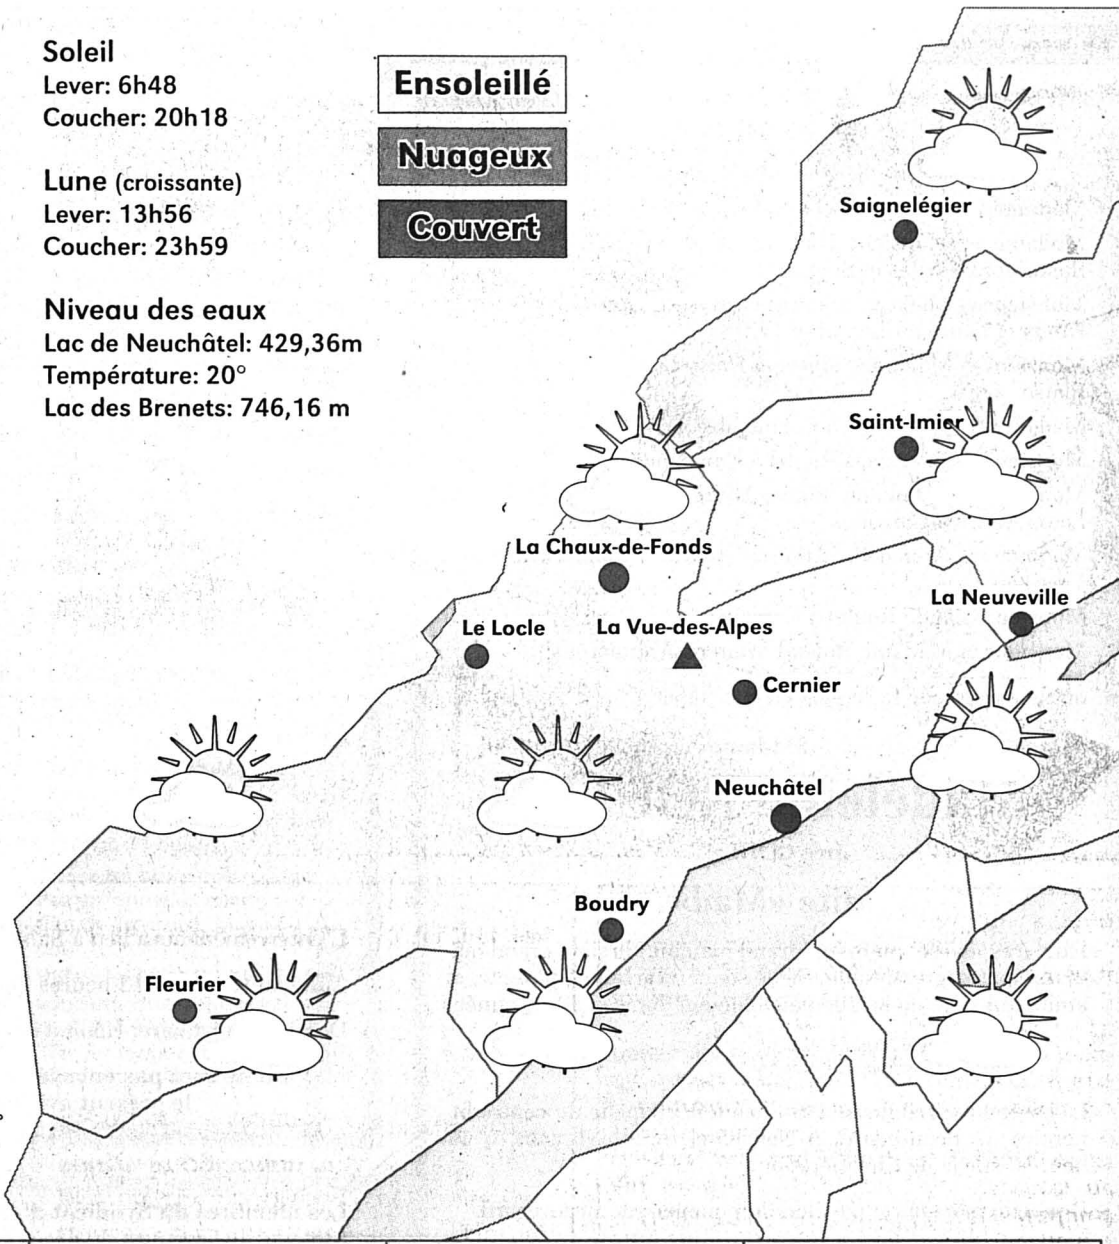 Soleil
Lever: 6h48
Coucher: 20h18
Lune (croissante)
Lever: 13h56
Coucher: 23h59
Niveau des eaux
Lac de Neuchâtel: 429,36m
Température: 20°
Lac des Brenets: 746,16 m
Ensoleillé
Nuageux
Couvert
Saignelégier
Saint-Imier
La Chaux-de-Fonds
La Neuveville
Le Locle
La Vue-des-Alpes
Cernier
Neuchâtel
Boudry
Fleurier